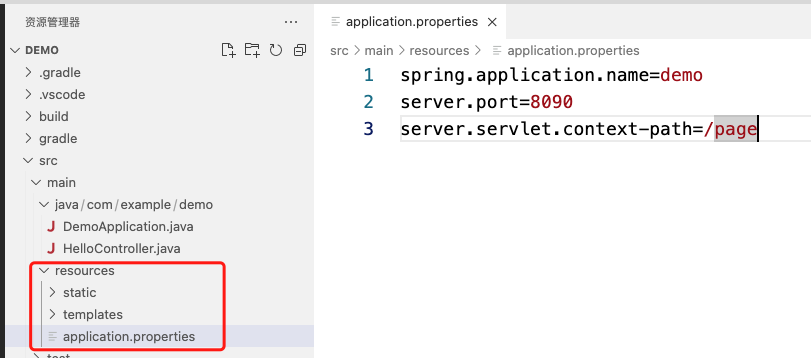 资源管理器
DEMO
.gradle
.vscode
build
gradle
src
main
java/com/example/demo
J DemoApplication.java
J HelloController.java
resources
static
templates
application.properties
test
application.properties
src > main > resources > application.properties
1 spring.application.name=demo
2 server.port=8090
3 server.servlet.context-path=/page